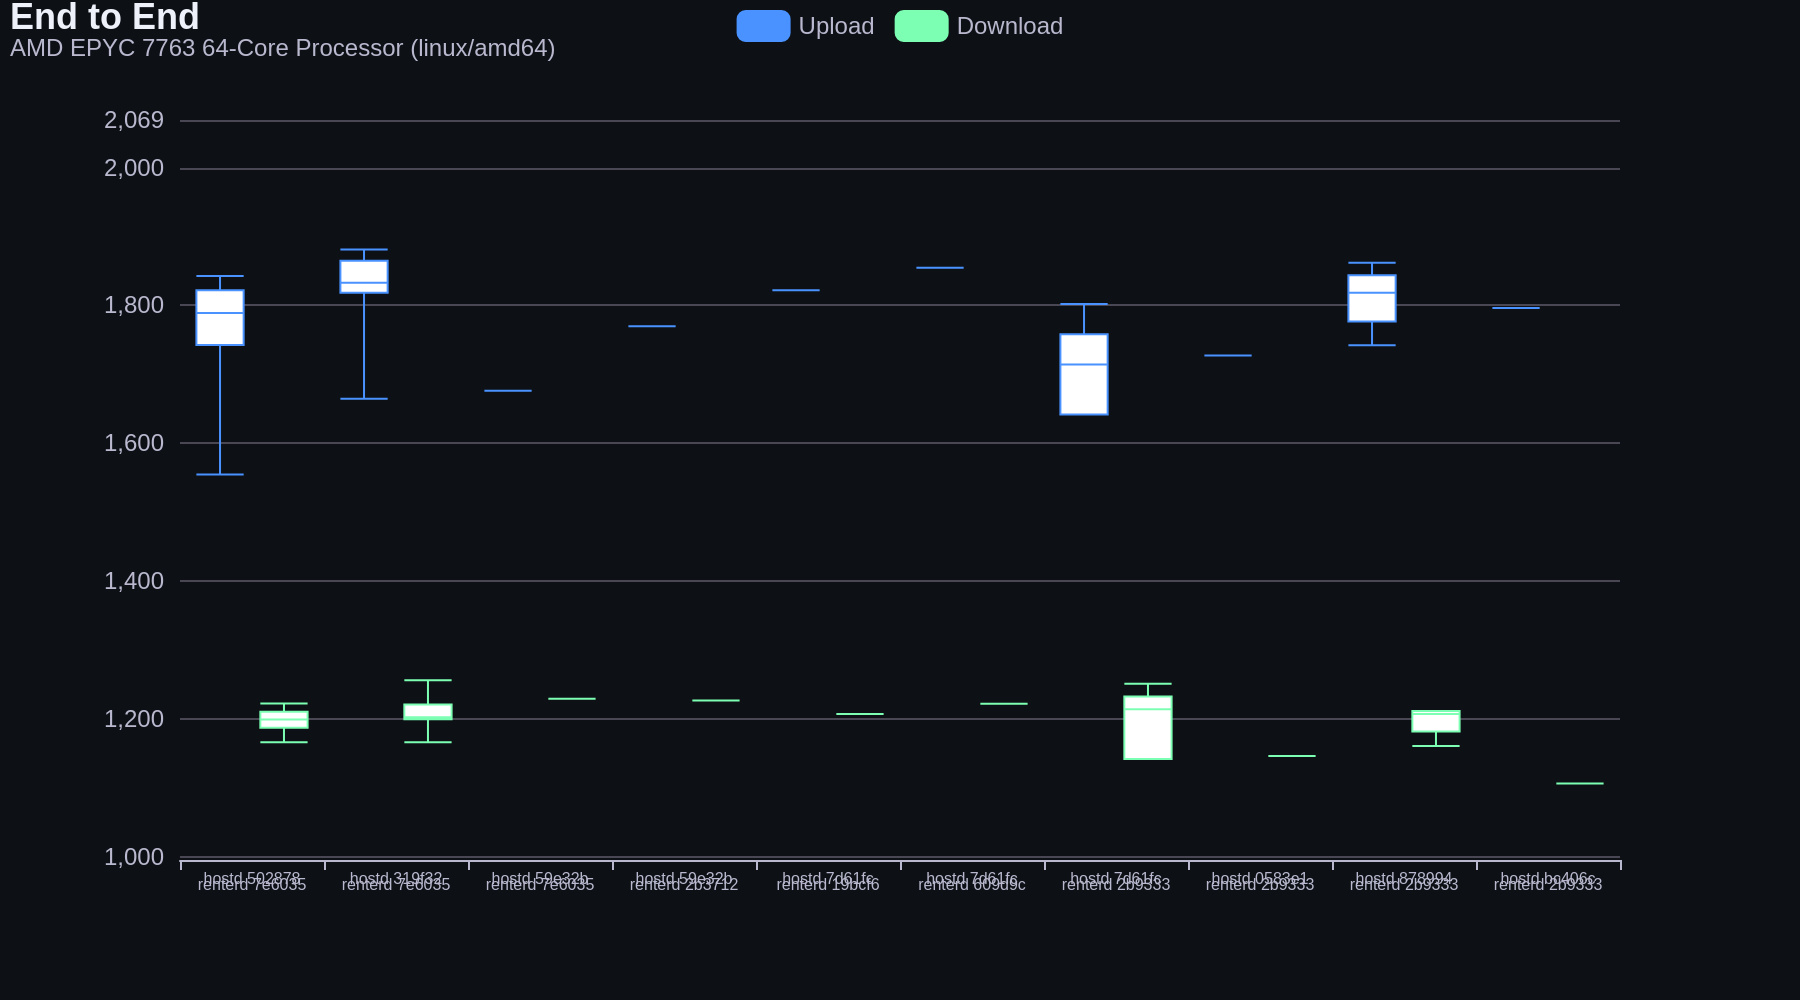 End to End
AMD EPYC 7763 64-Core Processor (linux/amd64)
Upload
Download
2,069
2,000
1,800
1,600
1,400
1,200
1,000
hostd 502878
renterd 7e6035
hostd 319f32
renterd 7e6035
hostd 59e32b
renterd 7e6035
hostd 59e32b
renterd 2b3712
hostd 7d61fc
renterd 19bcf6
hostd 7d61fc
renterd 609d9c
hostd 7d61fc
renterd 2b9333
hostd 0583e1
renterd 2b9333
hostd 878994
renterd 2b9333
hostd bc406c
renterd 2b9333